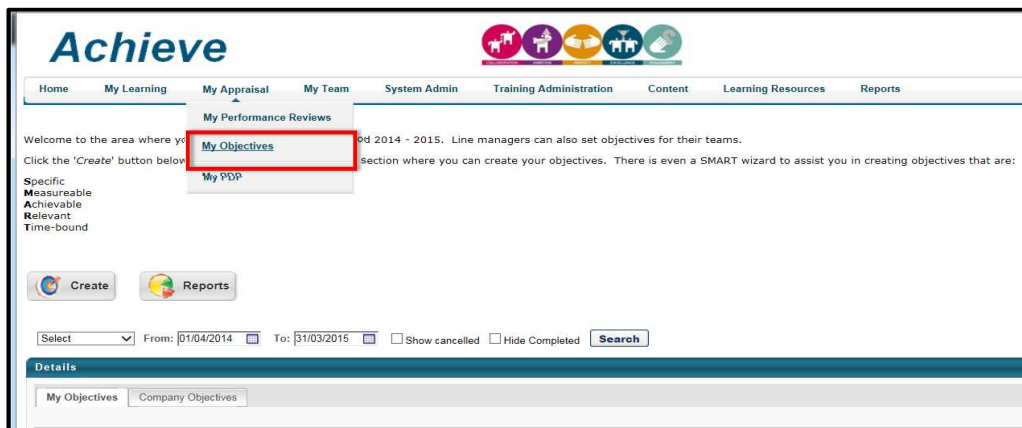 Achieve
Home My Learning My Appraisal My Team System Admin Training Administration Content Learning Resources Reports
My Performance Reviews
My Objectives
My PDP
Welcome to the area where 2014 - 2015. Line managers can also set objectives for their teams.
Click the 'Create' button section where you can create your objectives. There is even a SMART wizard to assist you in creating objectives that are:
Specific
Measureable
Achievable
Relevant
Time-bound
Create Reports
Select From: 01/04/2014 To: 31/03/2015 Show cancelled Hide Completed Search
Details
My Objectives Company Objectives